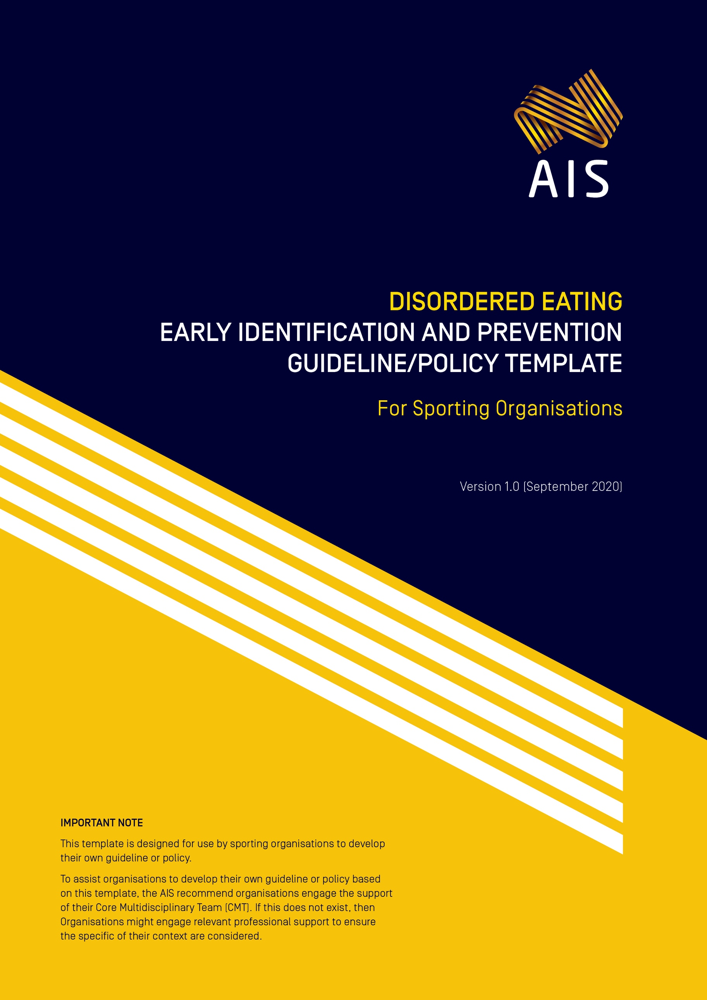 AIS
DISORDERED EATING
EARLY IDENTIFICATION AND PREVENTION
GUIDELINE/POLICY TEMPLATE
For Sporting Organisations
Version 1.0 (September 2020)
IMPORTANT NOTE
This template is designed for use by sporting organisations to develop
their own guideline or policy.
To assist organisations to develop their own guideline or policy based
on this template, the AIS recommend organisations engage the support
of their Core Multidisciplinary Team (CMT). If this does not exist, then
Organisations might engage relevant professional support to ensure
the specific of their context are considered.